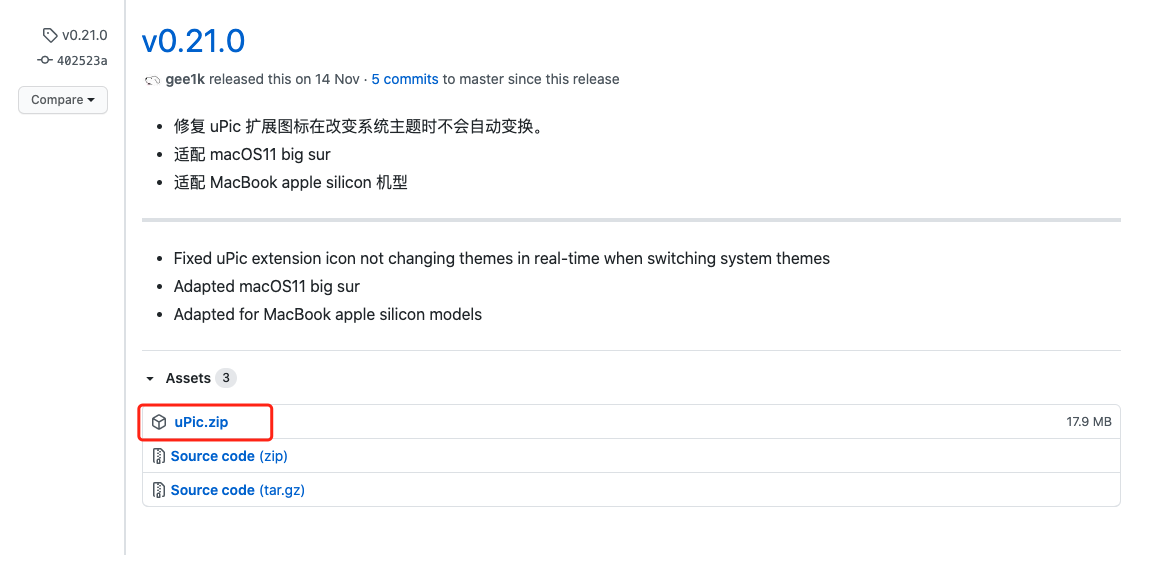 v0.21.0
402523a
Compare
v0.21.0
gee1k released this on 14 Nov · 5 commits to master since this release
修复 uPic 扩展图标在改变系统主题时不会自动变换。
适配 macOS11 big sur
适配 MacBook apple silicon 机型
Fixed uPic extension icon not changing themes in real-time when switching system themes
Adapted macOS11 big sur
Adapted for MacBook apple silicon models
Assets 3
uPic.zip 17.9 MB
Source code (zip)
Source code (tar.gz)